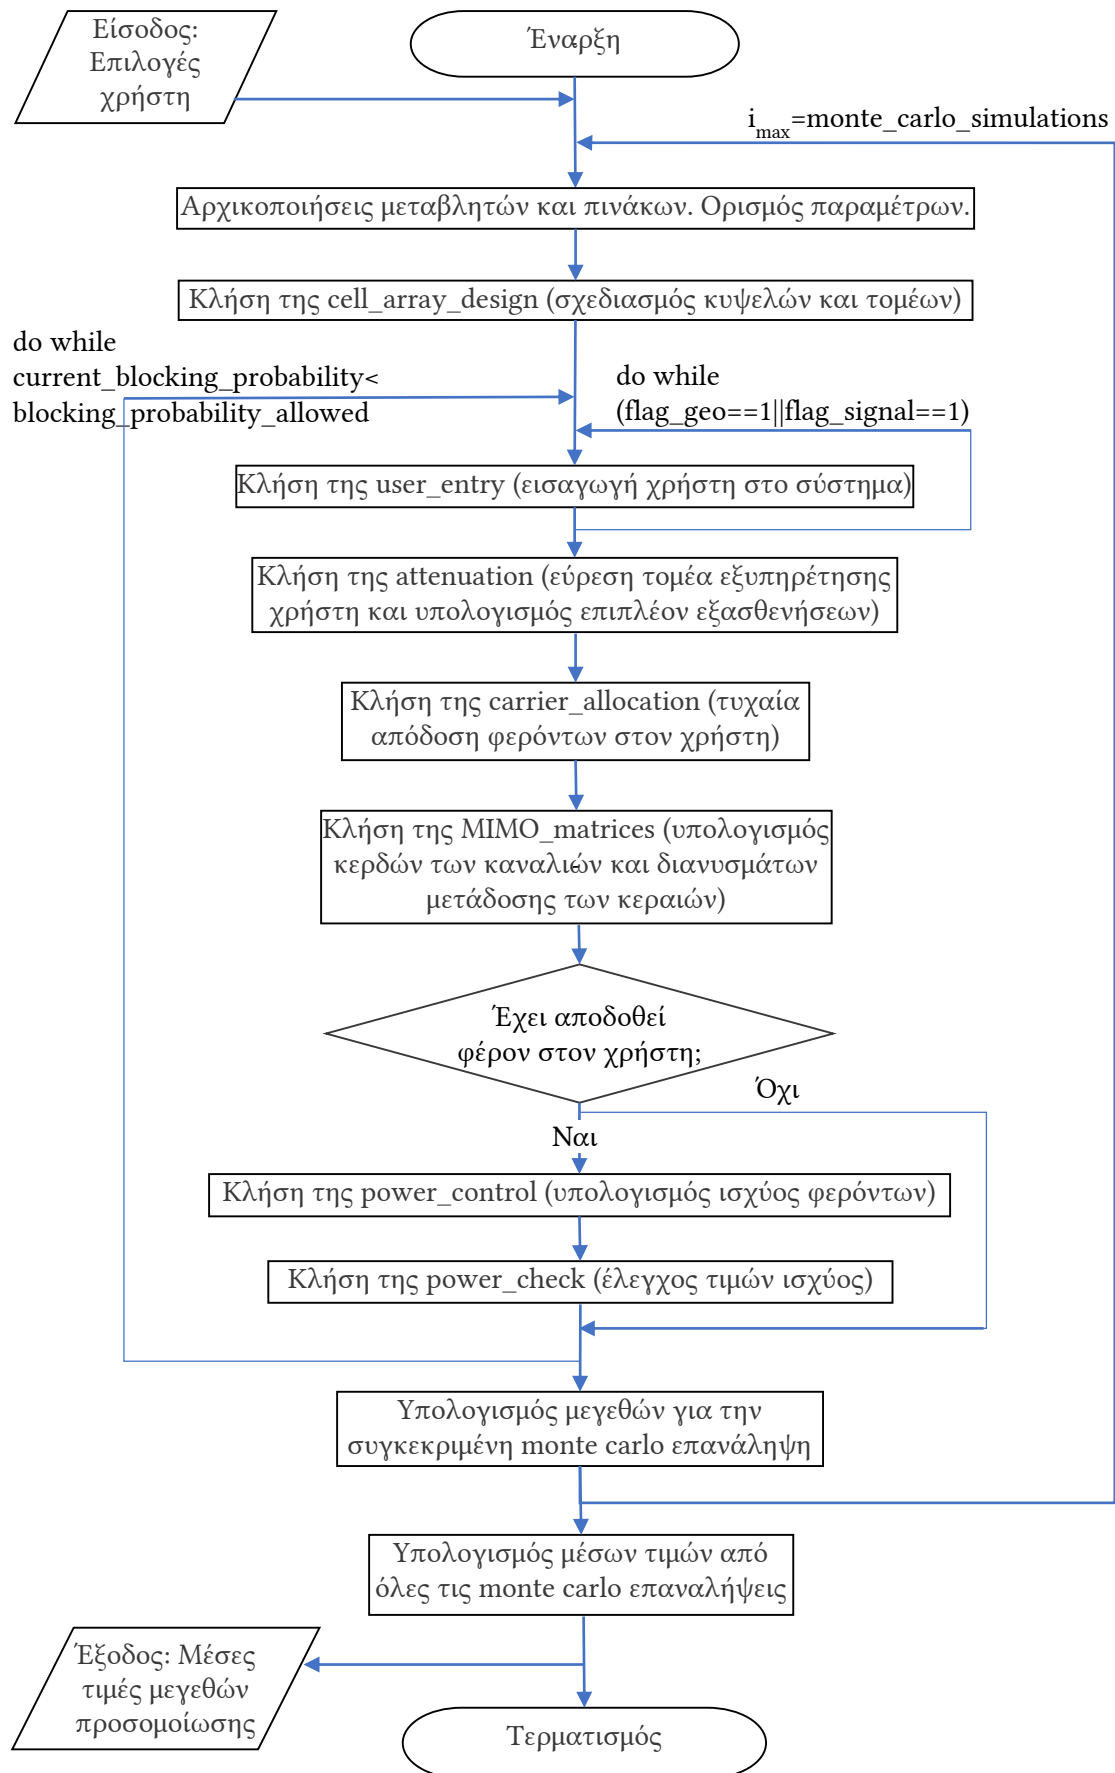 Είσοδος:
Επιλογές
χρήστη
Έναρξη
i_max=monte_carlo_simulations
Αρχικοποιήσεις μεταβλητών και πινάκων. Ορισμός παραμέτρων.
Κλήση της cell_array_design (σχεδιασμός κυψελών και τομέων)
do while
current_blocking_probability<
blocking_probability_allowed
do while
(flag_geo==1||flag_signal==1)
Κλήση της user_entry (εισαγωγή χρήστη στο σύστημα)
Κλήση της attenuation (εύρεση τομέα εξυπηρέτησης
χρήστη και υπολογισμός επιπλέον εξασθενήσεων)
Κλήση της carrier_allocation (τυχαία
απόδοση φερόντων στον χρήστη)
Κλήση της MIMO_matrices (υπολογισμός
κερδών των καναλιών και διανυσμάτων
μετάδοσης των κεραιών)
Έχει αποδοθεί
φέρον στον χρήστη;
Όχι
Ναι
Κλήση της power_control (υπολογισμός ισχύος φερόντων)
Κλήση της power_check (έλεγχος τιμών ισχύος)
Υπολογισμός μεγεθών για την
συγκεκριμένη monte carlo επανάληψη
Υπολογισμός μέσων τιμών από
όλες τις monte carlo επαναλήψεις
Έξοδος: Μέσες
τιμές μεγεθών
προσομοίωσης
Τερματισμός